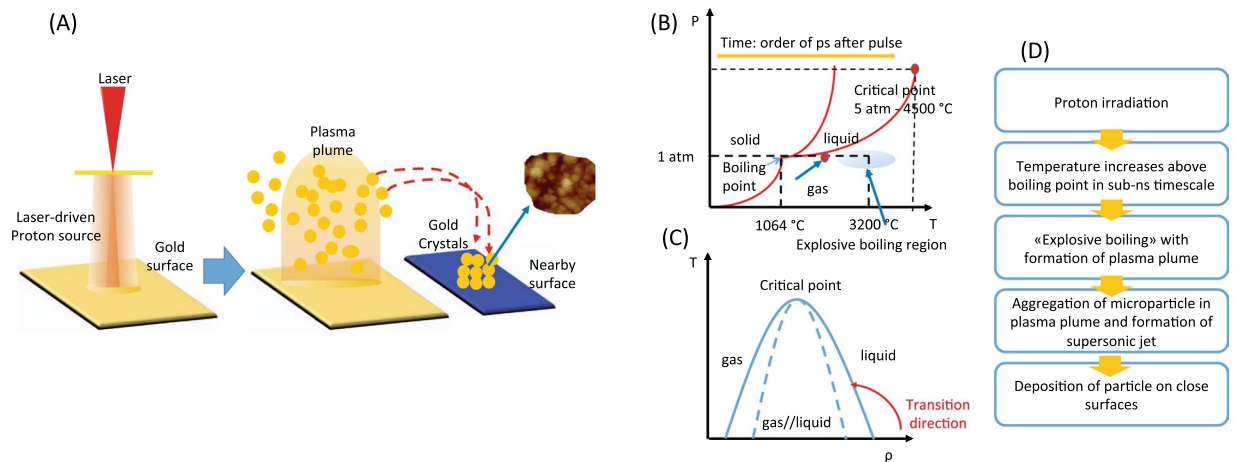 (A)
Laser
Laser-driven
Proton source
Gold
surface
Plasma
plume
Gold
Crystals
Nearby
surface
(B)
P
Time: order of ps after pulse
Critical point
5 atm – 4500 °C
solid
liquid
1 atm
Boiling
point
gas
1064 °C
3200 °C
T
Explosive boiling region
(C)
T
Critical point
gas
liquid
gas//liquid
Transition
direction
ρ
(D)
Proton irradiation
Temperature increases above
boiling point in sub-ns timescale
«Explosive boiling» with
formation of plasma plume
Aggregation of microparticle in
plasma plume and formation of
supersonic jet
Deposition of particle on close
surfaces